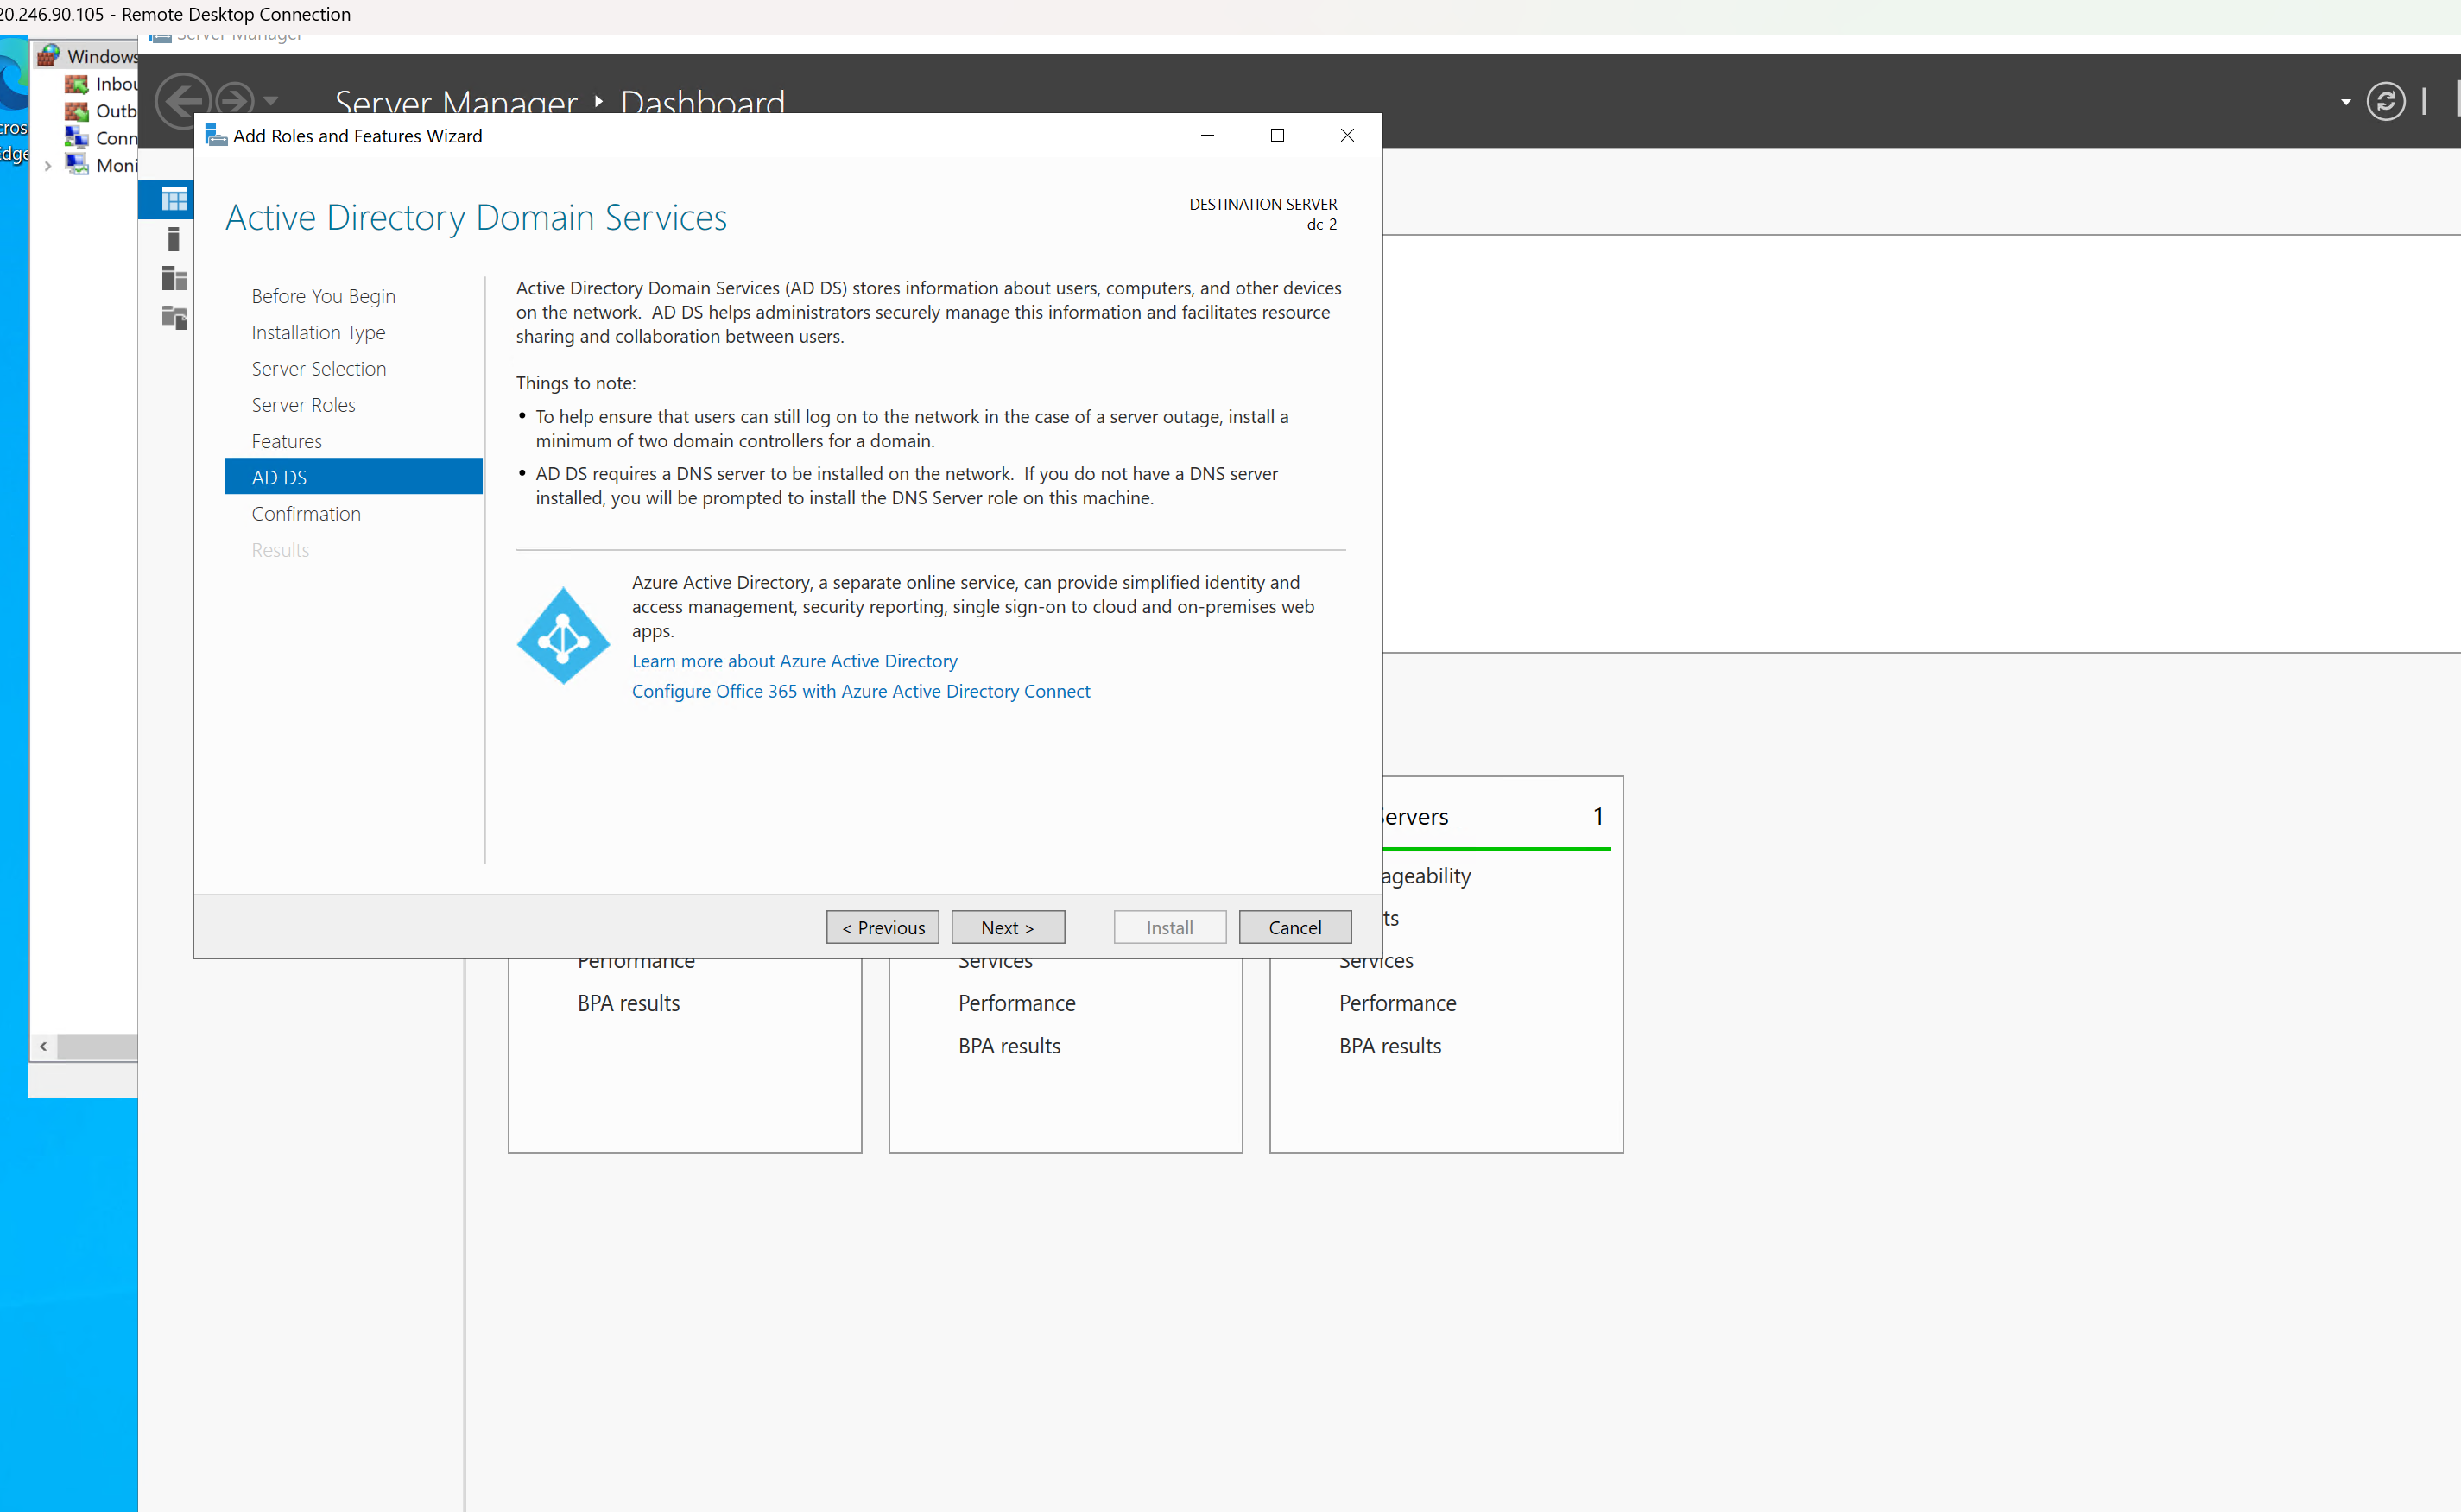 20.246.90.105 - Remote Desktop Connection
Server Manager
Windows
Server Manager ‣ Dashboard
Add Roles and Features Wizard
Active Directory Domain Services
DESTINATION SERVER
dc-2
Before You Begin
Installation Type
Server Selection
Server Roles
Features
AD DS
Confirmation
Results
Active Directory Domain Services (AD DS) stores information about users, computers, and other devices
on the network.  AD DS helps administrators securely manage this information and facilitates resource
sharing and collaboration between users.
Things to note:
• To help ensure that users can still log on to the network in the case of a server outage, install a
minimum of two domain controllers for a domain.
• AD DS requires a DNS server to be installed on the network.  If you do not have a DNS server
installed, you will be prompted to install the DNS Server role on this machine.
Azure Active Directory, a separate online service, can provide simplified identity and
access management, security reporting, single sign-on to cloud and on-premises web
apps.
Learn more about Azure Active Directory
Configure Office 365 with Azure Active Directory Connect
< Previous
Next >
Install
Cancel
Servers 1
Performance
BPA results
Services
Performance
BPA results
Services
Performance
BPA results